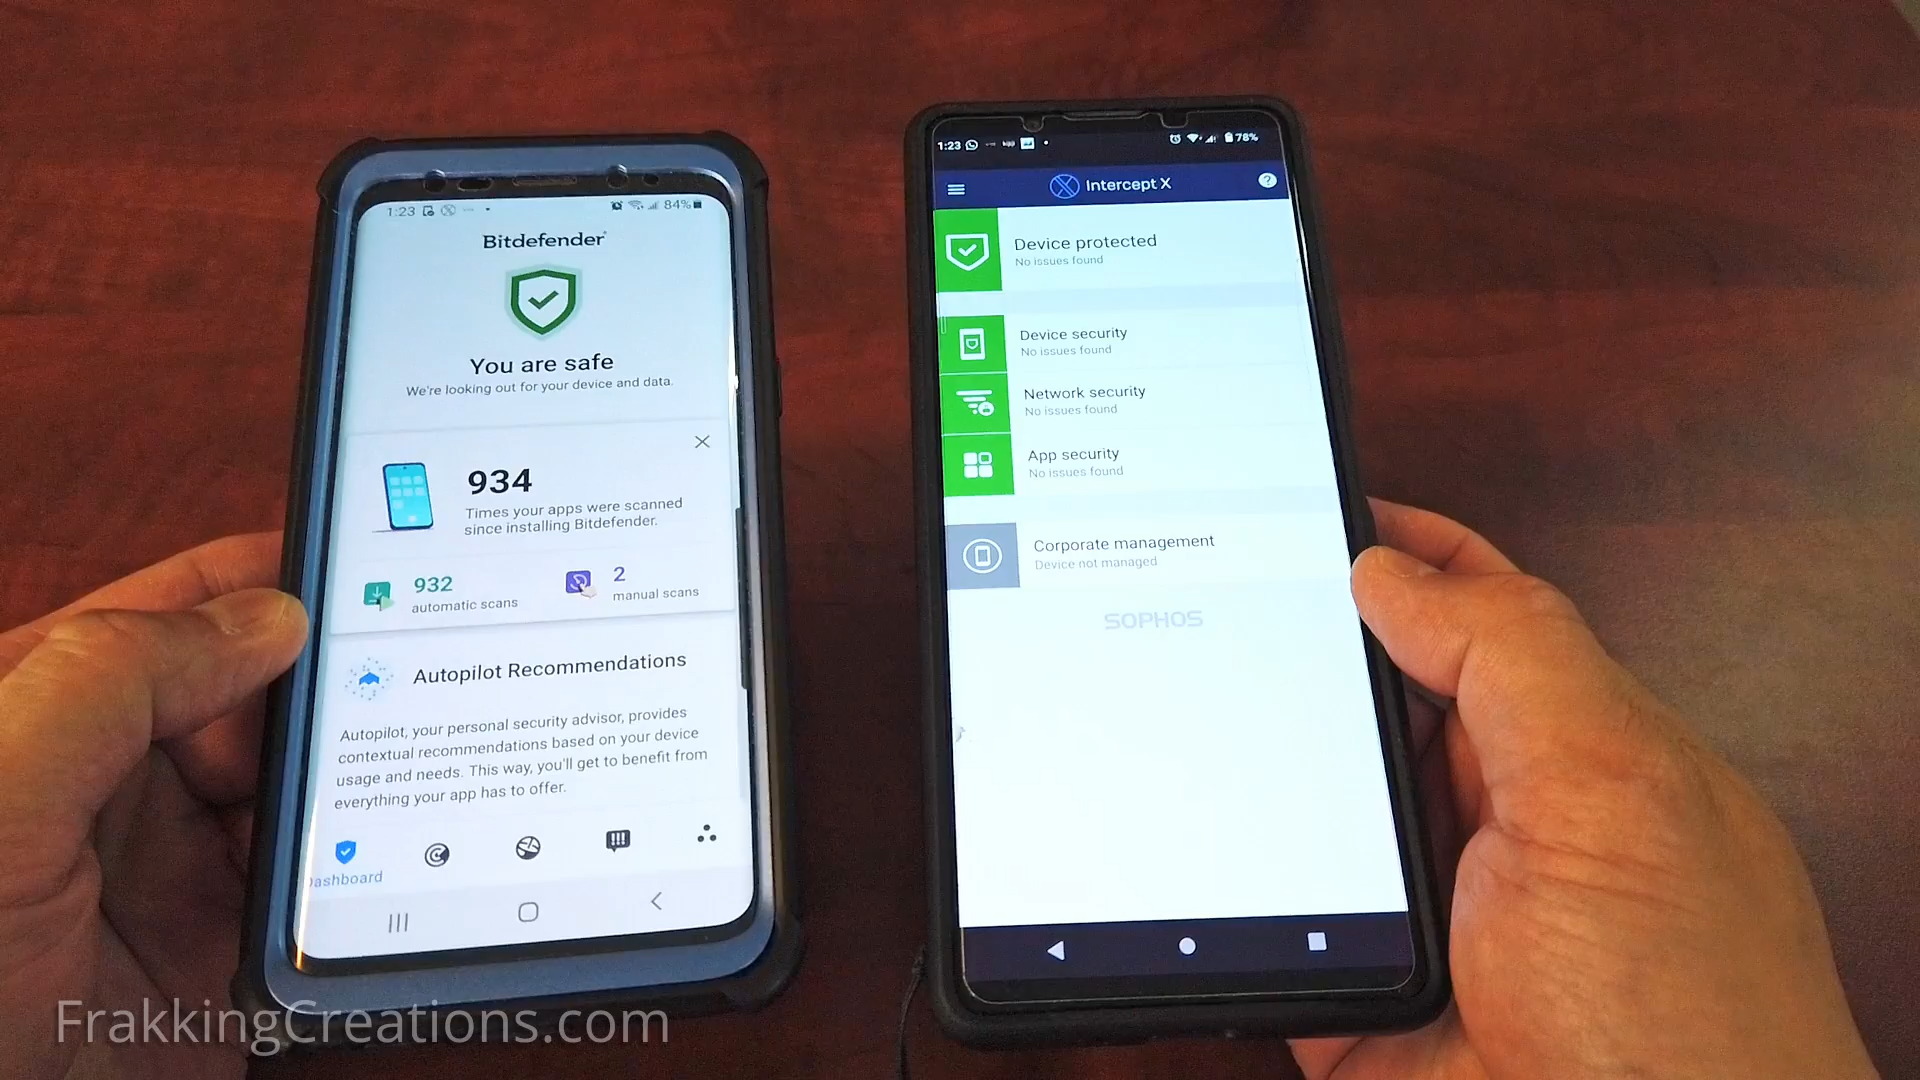 1:23
84%
Bitdefender
You are safe
We're looking out for your device and data.
934
Times your apps were scanned
since installing Bitdefender.
932
automatic scans
2
manual scans
Autopilot Recommendations
Autopilot, your personal security advisor, provides
contextual recommendations based on your device
usage and needs. This way, you'll get to benefit from
everything your app has to offer.
Dashboard
1:23
78%
Intercept X
Device protected
No issues found
Device security
No issues found
Network security
No issues found
App security
No issues found
Corporate management
Device not managed
SOPHOS
FrakkingCreations.com